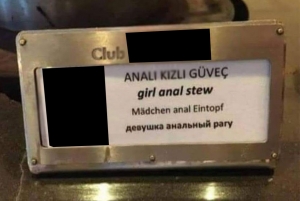 Club
ANALI KIZLI GÜVEÇ
girl anal stew
Mädchen anal Eintopf
девушка анальный рагу